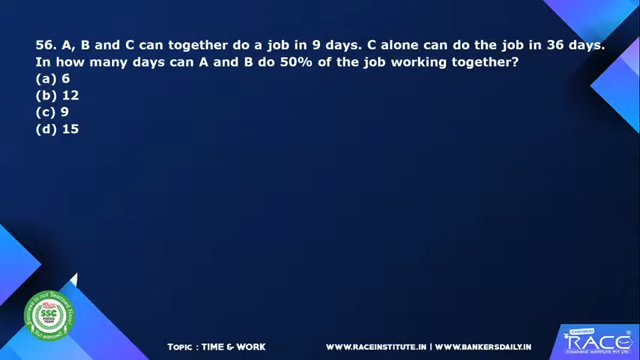 56. A, B and C can together do a job in 9 days. C alone can do the job in 36 days.
In how many days can A and B do 50% of the job working together?
(a) 6
(b) 12
(c) 9
(d) 15
SSC
TOPIC : TIME & WORK
WWW.RACEINSTITUTE.IN | WWW.BANKERSDAILY.IN
RACE